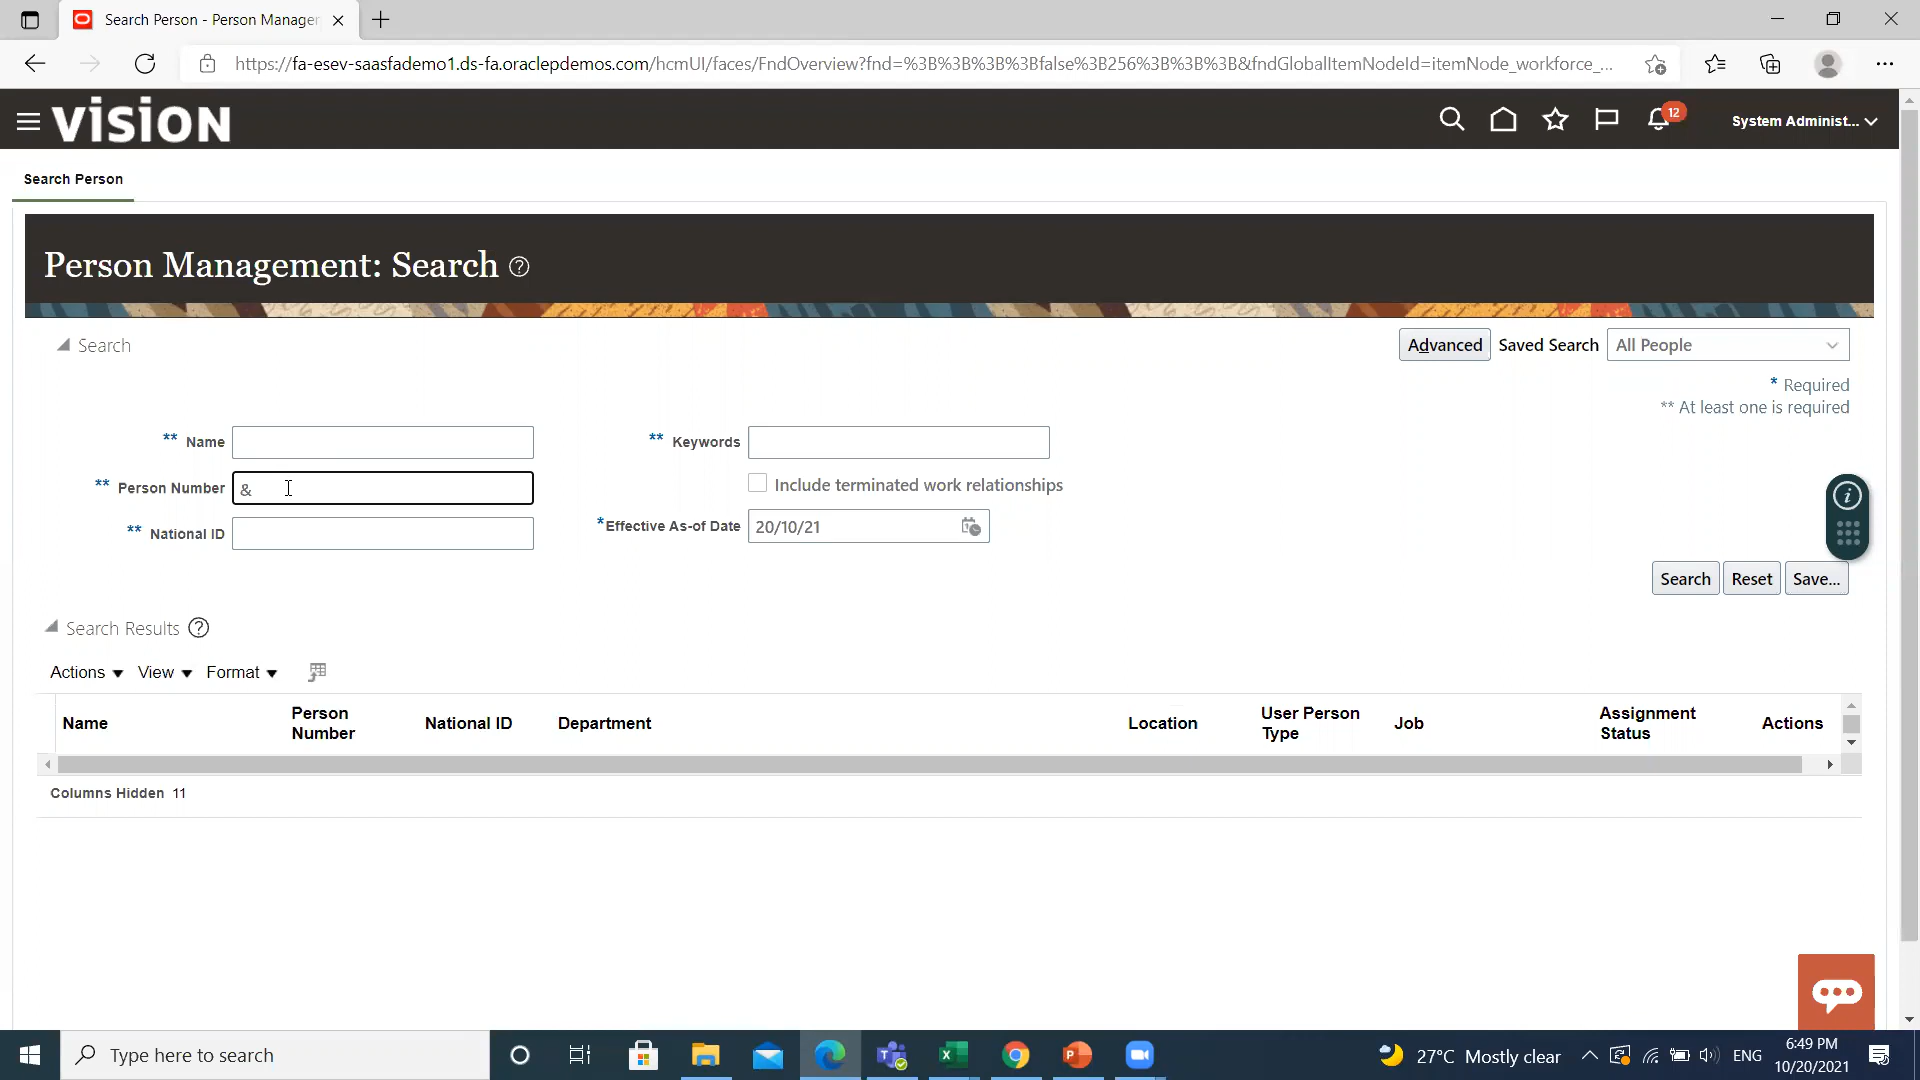 Search Person - Person Manager
https://fa-esev-saasfademo1.ds-fa.oraclepdemos.com/hcmUI/faces/FndOverview?fnd=%3B%3B%3B%3Bfalse%3B256%3B%3B%3B&fndGlobalItemNodeId=itemNode_workforce_...
VISION
12
System Administ...
Search Person
Person Management: Search
Search
Advanced Saved Search All People
* Required
** At least one is required
** Name
** Keywords
** Person Number &
Include terminated work relationships
** National ID
*Effective As-of Date 20/10/21
Search Reset Save...
Search Results
Actions View Format
Name Person Number National ID Department Location User Person Type Job Assignment Status Actions
Columns Hidden 11
Type here to search
27°C Mostly clear
ENG
6:49 PM
10/20/2021